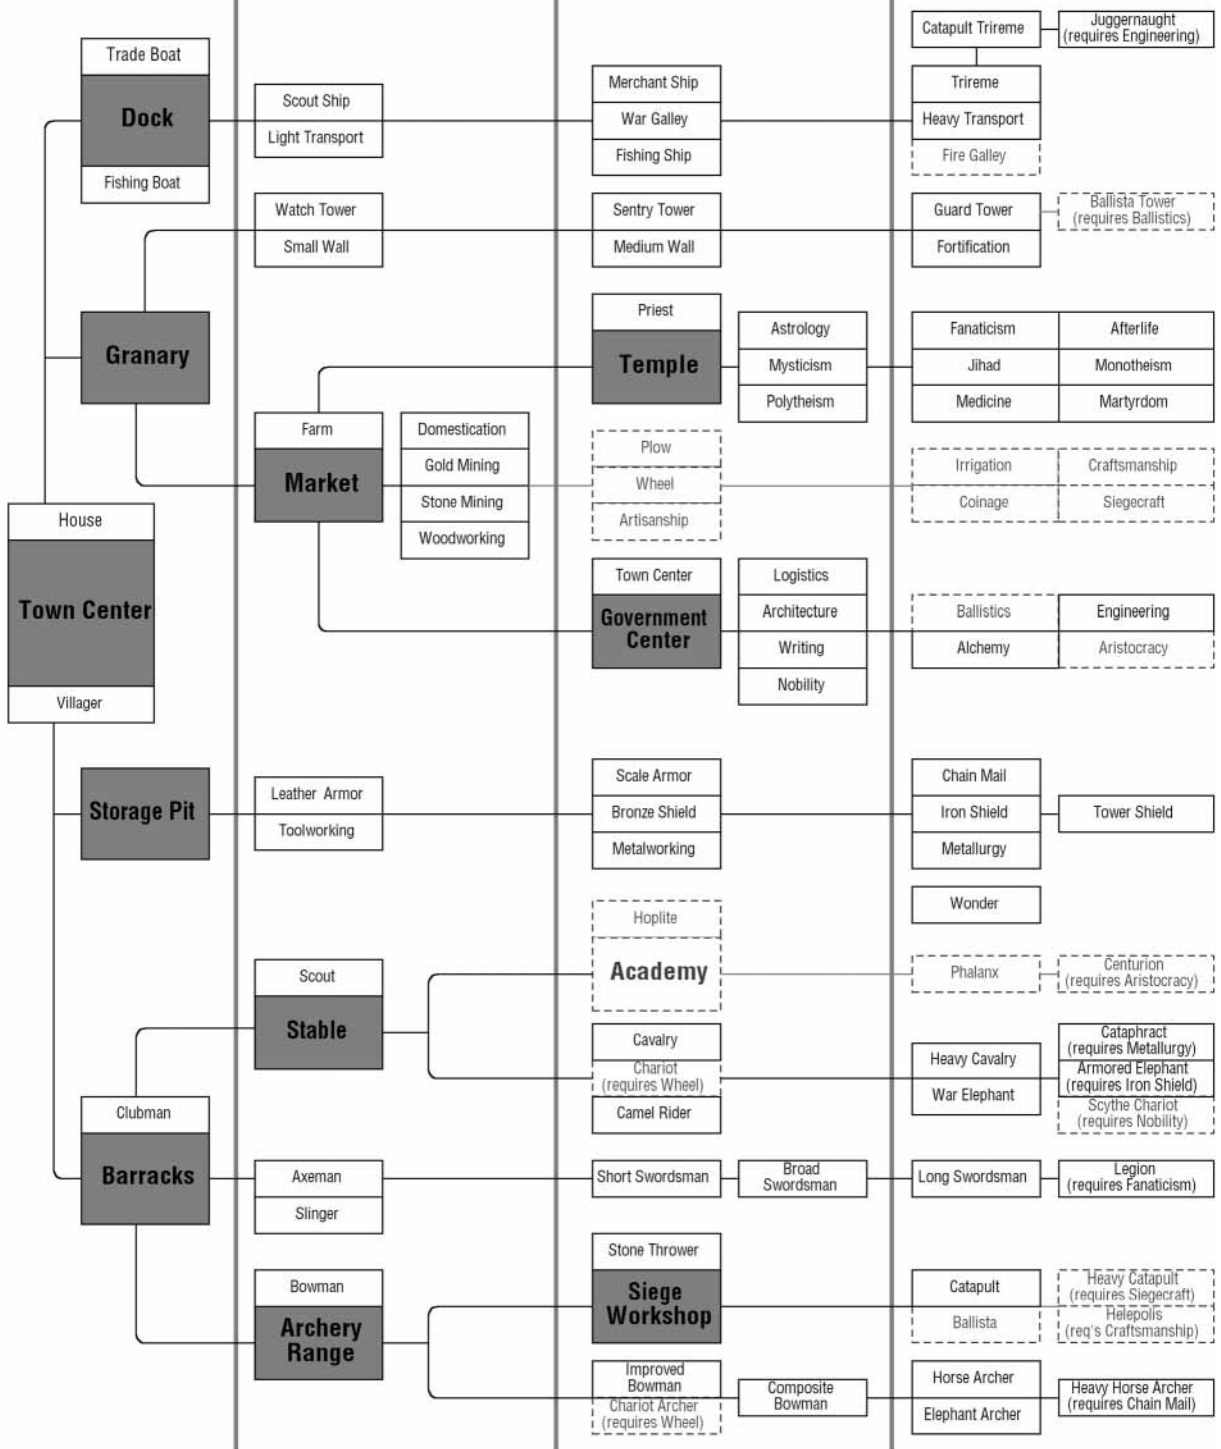 Catapult Trireme
Juggernaught
(requires Engineering)
Trade Boat
Dock
Fishing Boat
Scout Ship
Light Transport
Merchant Ship
War Galley
Fishing Ship
Trireme
Heavy Transport
Fire Galley
Watch Tower
Small Wall
Sentry Tower
Medium Wall
Guard Tower
Fortification
Ballista Tower
(requires Ballistics)
Granary
Priest
Temple
Astrology
Mysticism
Polytheism
Fanaticism
Afterlife
Jihad
Monotheism
Medicine
Martyrdom
Farm
Market
Domestication
Gold Mining
Stone Mining
Woodworking
Plow
Wheel
Artisanship
Irrigation
Craftsmanship
Coinage
Siegecraft
House
Town Center
Villager
Town Center
Government
Center
Logistics
Architecture
Writing
Nobility
Ballistics
Engineering
Alchemy
Aristocracy
Storage Pit
Leather Armor
Toolworking
Scale Armor
Bronze Shield
Metalworking
Chain Mail
Iron Shield
Metallurgy
Tower Shield
Wonder
Hoplite
Academy
Phalanx
Centurion
(requires Aristocracy)
Scout
Stable
Cavalry
Chariot
(requires Wheel)
Camel Rider
Heavy Cavalry
War Elephant
Cataphract
(requires Metallurgy)
Armored Elephant
(requires Iron Shield)
Scythe Chariot
(requires Nobility)
Clubman
Barracks
Axeman
Slinger
Short Swordsman
Broad
Swordsman
Long Swordsman
Legion
(requires Fanaticism)
Bowman
Archery
Range
Stone Thrower
Siege
Workshop
Catapult
Ballista
Heavy Catapult
(requires Siegecraft)
Helepolis
(req's Craftsmanship)
Improved
Bowman
Chariot Archer
(requires Wheel)
Composite
Bowman
Horse Archer
Elephant Archer
Heavy Horse Archer
(requires Chain Mail)